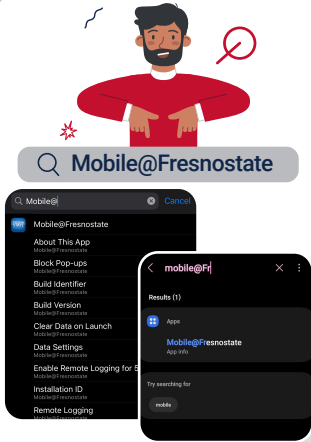 Mobile@Fresnostate
Mobile@
Cancel
Mobile@Fresnostate
About This App
Mobile@Fresnostate
Block Pop-ups
Mobile@Fresnostate
Build Identifier
Mobile@Fresnostate
Build Version
Mobile@Fresnostate
Clear Data on Launch
Mobile@Fresnostate
Data Settings
Mobile@Fresnostate
Enable Remote Logging for 5
Mobile@Fresnostate
Installation ID
Mobile@Fresnostate
Remote Logging
Mobile@Fresnostate
mobile@Fr
Results (1)
Apps
Mobile@Fresnostate
App info
Try searching for
mobile